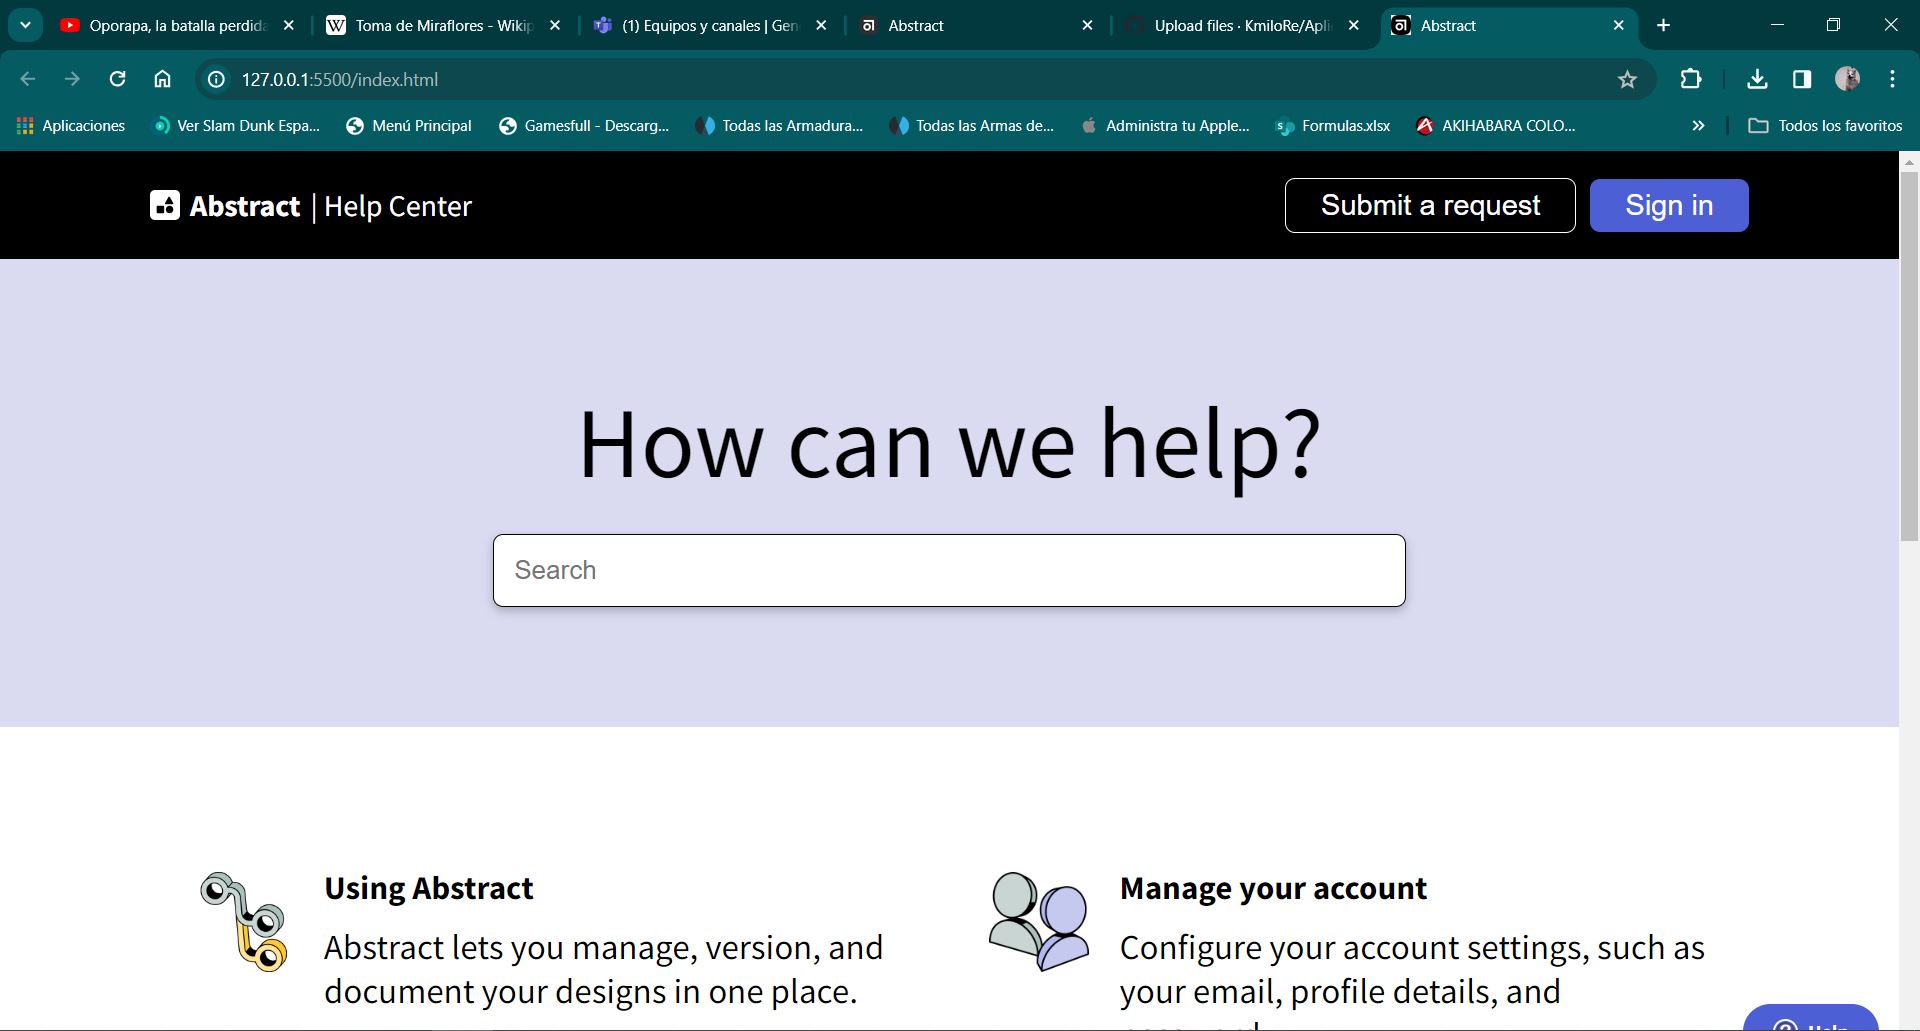 Oporapa, la batalla perdida
Toma de Miraflores - Wikip
(1) Equipos y canales | Gen
Abstract
Upload files · KmiloRe/Apli
Abstract
127.0.0.1:5500/index.html
Aplicaciones
Ver Slam Dunk Espa...
Menú Principal
Gamesfull - Descarg...
Todas las Armadura...
Todas las Armas de...
Administra tu Apple...
Formulas.xlsx
AKIHABARA COLO...
Todos los favoritos
Abstract | Help Center
Submit a request
Sign in
How can we help?
Search
Using Abstract
Abstract lets you manage, version, and
document your designs in one place.
Manage your account
Configure your account settings, such as
your email, profile details, and
Help